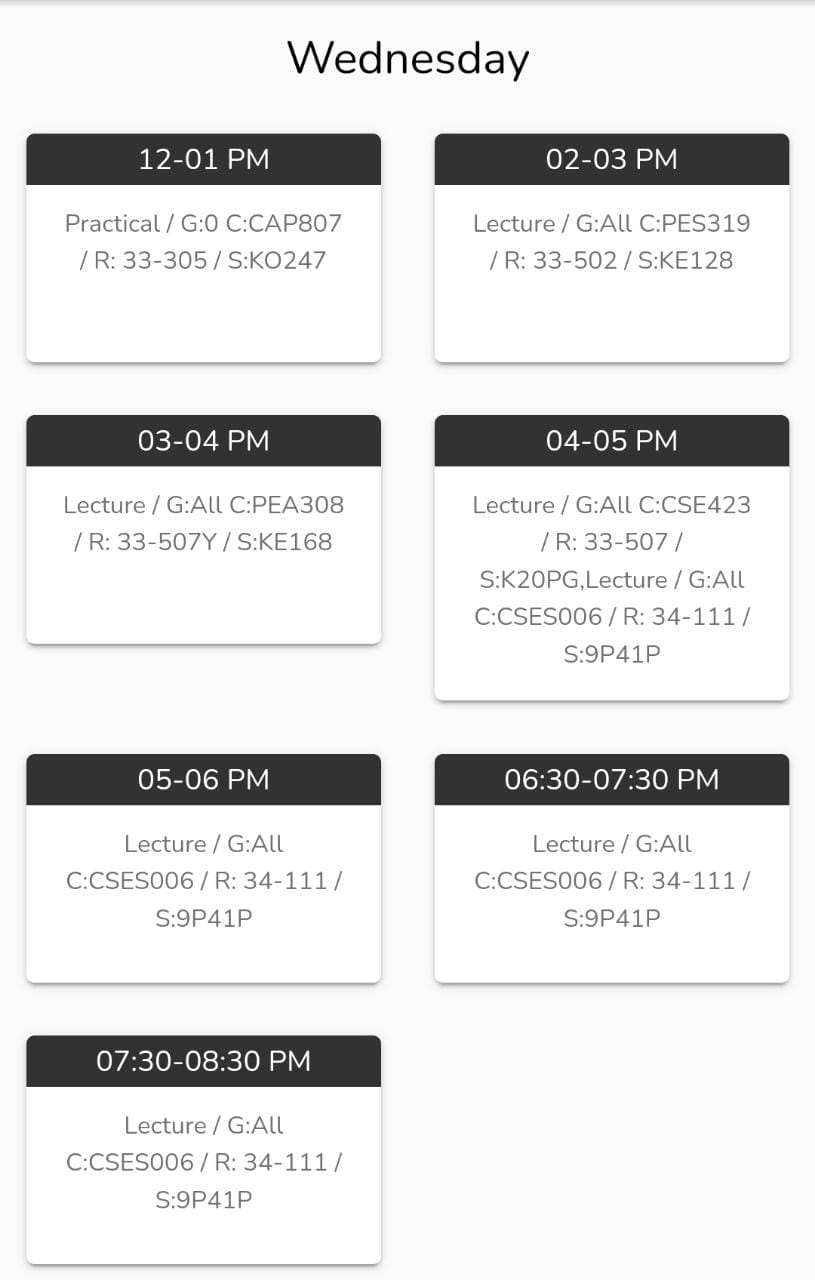 Wednesday
12-01 PM
Practical / G:0 C:CAP807
/ R: 33-305 / S:KO247
02-03 PM
Lecture / G:All C:PES319
/ R: 33-502 / S:KE128
03-04 PM
Lecture / G:All C:PEA308
/ R: 33-507Y / S:KE168
04-05 PM
Lecture / G:All C:CSE423
/ R: 33-507 /
S:K20PG,Lecture / G:All
C:CSES006 / R: 34-111 /
S:9P41P
05-06 PM
Lecture / G:All
C:CSES006 / R: 34-111 /
S:9P41P
06:30-07:30 PM
Lecture / G:All
C:CSES006 / R: 34-111 /
S:9P41P
07:30-08:30 PM
Lecture / G:All
C:CSES006 / R: 34-111 /
S:9P41P